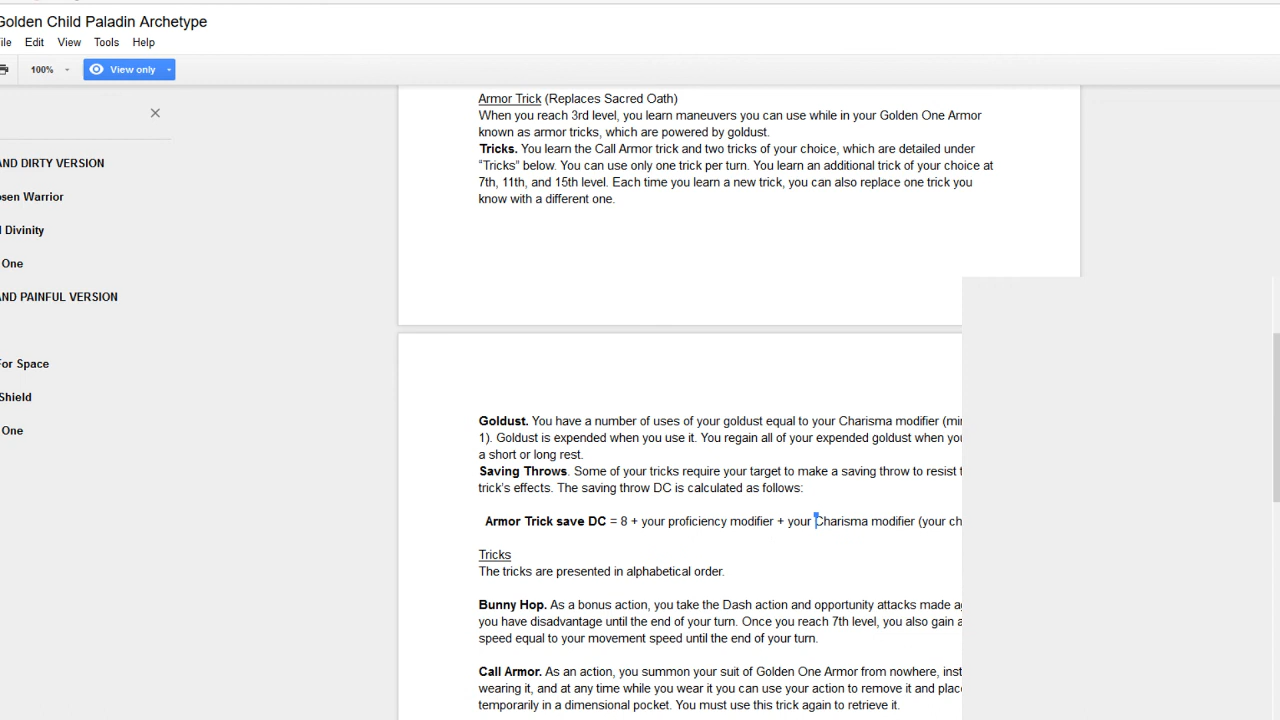 Golden Child Paladin Archetype
File Edit View Tools Help
100% View only
AND DIRTY VERSION
osen Warrior
l Divinity
One
AND PAINFUL VERSION
For Space
Shield
One
Armor Trick (Replaces Sacred Oath)
When you reach 3rd level, you learn maneuvers you can use while in your Golden One Armor
known as armor tricks, which are powered by goldust.
Tricks. You learn the Call Armor trick and two tricks of your choice, which are detailed under
“Tricks” below. You can use only one trick per turn. You learn an additional trick of your choice at
7th, 11th, and 15th level. Each time you learn a new trick, you can also replace one trick you
know with a different one.
Goldust. You have a number of uses of your goldust equal to your Charisma modifier (min
1). Goldust is expended when you use it. You regain all of your expended goldust when you
a short or long rest.
Saving Throws. Some of your tricks require your target to make a saving throw to resist t
trick’s effects. The saving throw DC is calculated as follows:
Armor Trick save DC = 8 + your proficiency modifier + your Charisma modifier (your ch
Tricks
The tricks are presented in alphabetical order.
Bunny Hop. As a bonus action, you take the Dash action and opportunity attacks made ag
you have disadvantage until the end of your turn. Once you reach 7th level, you also gain a
speed equal to your movement speed until the end of your turn.
Call Armor. As an action, you summon your suit of Golden One Armor from nowhere, inst
wearing it, and at any time while you wear it you can use your action to remove it and place
temporarily in a dimensional pocket. You must use this trick again to retrieve it.